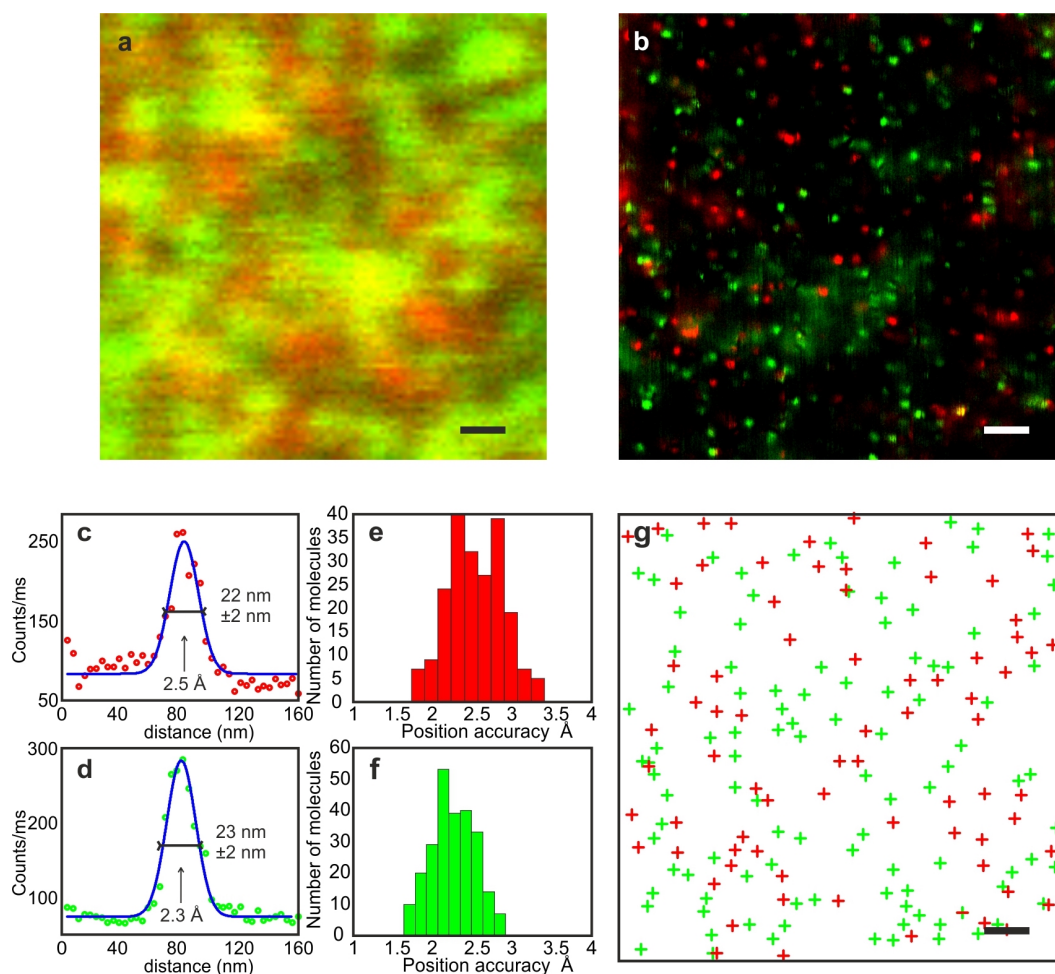 a
b
c
250
150
50
Counts/ms
22 nm
±2 nm
2.5 Å
0 40 80 120 160
distance (nm)
e
40
35
30
25
20
15
10
5
0
Number of molecules
1 1.5 2 2.5 3 3.5 4
Position accuracy Å
d
300
200
100
Counts/ms
23 nm
±2 nm
2.3 Å
0 40 80 120 160
distance (nm)
f
60
50
40
30
20
10
0
Number of molecules
1 1.5 2 2.5 3 3.5 4
Position accuracy Å
g